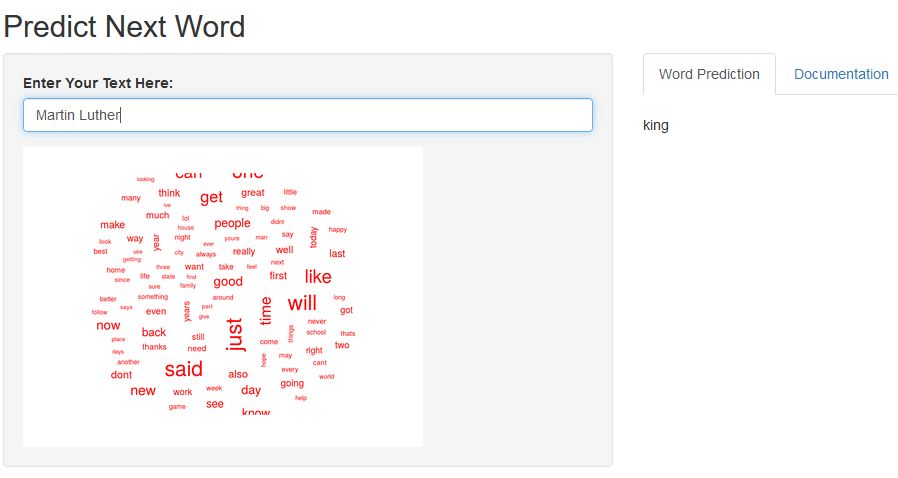 Predict Next Word
Enter Your Text Here:
Martin Luther
Word Prediction Documentation
king
can one
looking
think get great little
many
ive
thing big show
much lol people didnt made
make house
look way year night youre man say today happy
ever
best use city always really well last
getting
next
home three want take feel
since life state find first like
sure family good
better something around long
follow says even years part time will got
give
now never
back just things school thats
place still come
days thanks need right two
another hope may cant
said also every world
dont going
new work week day help
game see
know